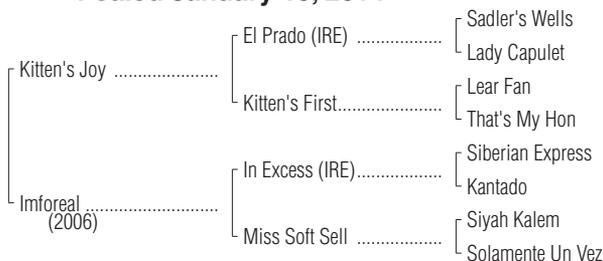 Sadler's Wells
El Prado (IRE) ....................
Lady Capulet
Kitten's Joy .........................
Lear Fan
Kitten's First.........................
That's My Hon
Siberian Express
In Excess (IRE)....................
Kantado
Imforeal ................................
(2006)
Siyah Kalem
Miss Soft Sell ....................
Solamente Un Vez